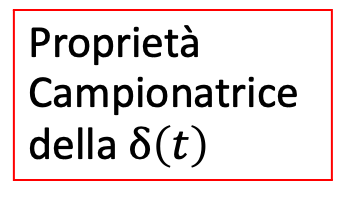 Proprietà
Campionatrice
della δ(t)